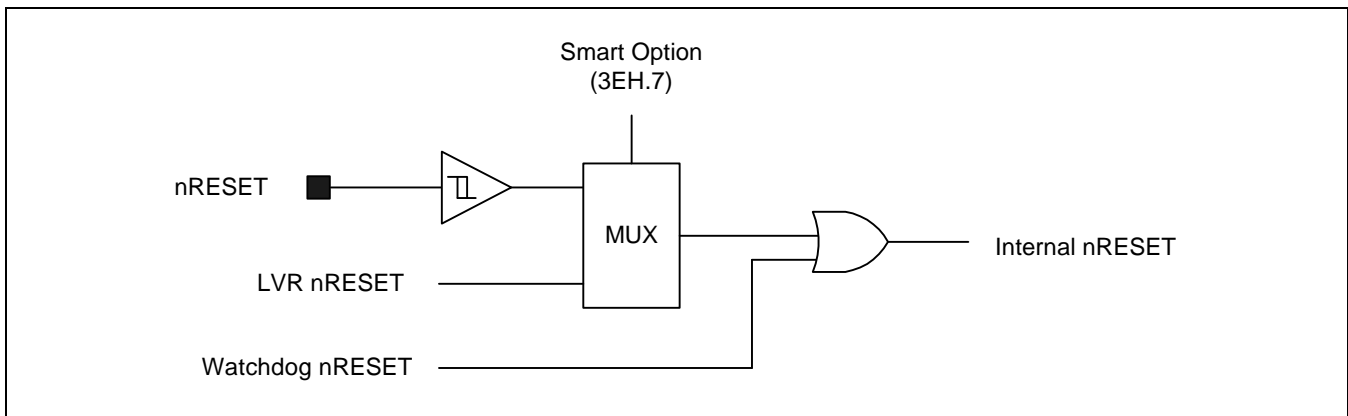 Smart Option
(3EH.7)
nRESET
MUX
Internal nRESET
LVR nRESET
Watchdog nRESET